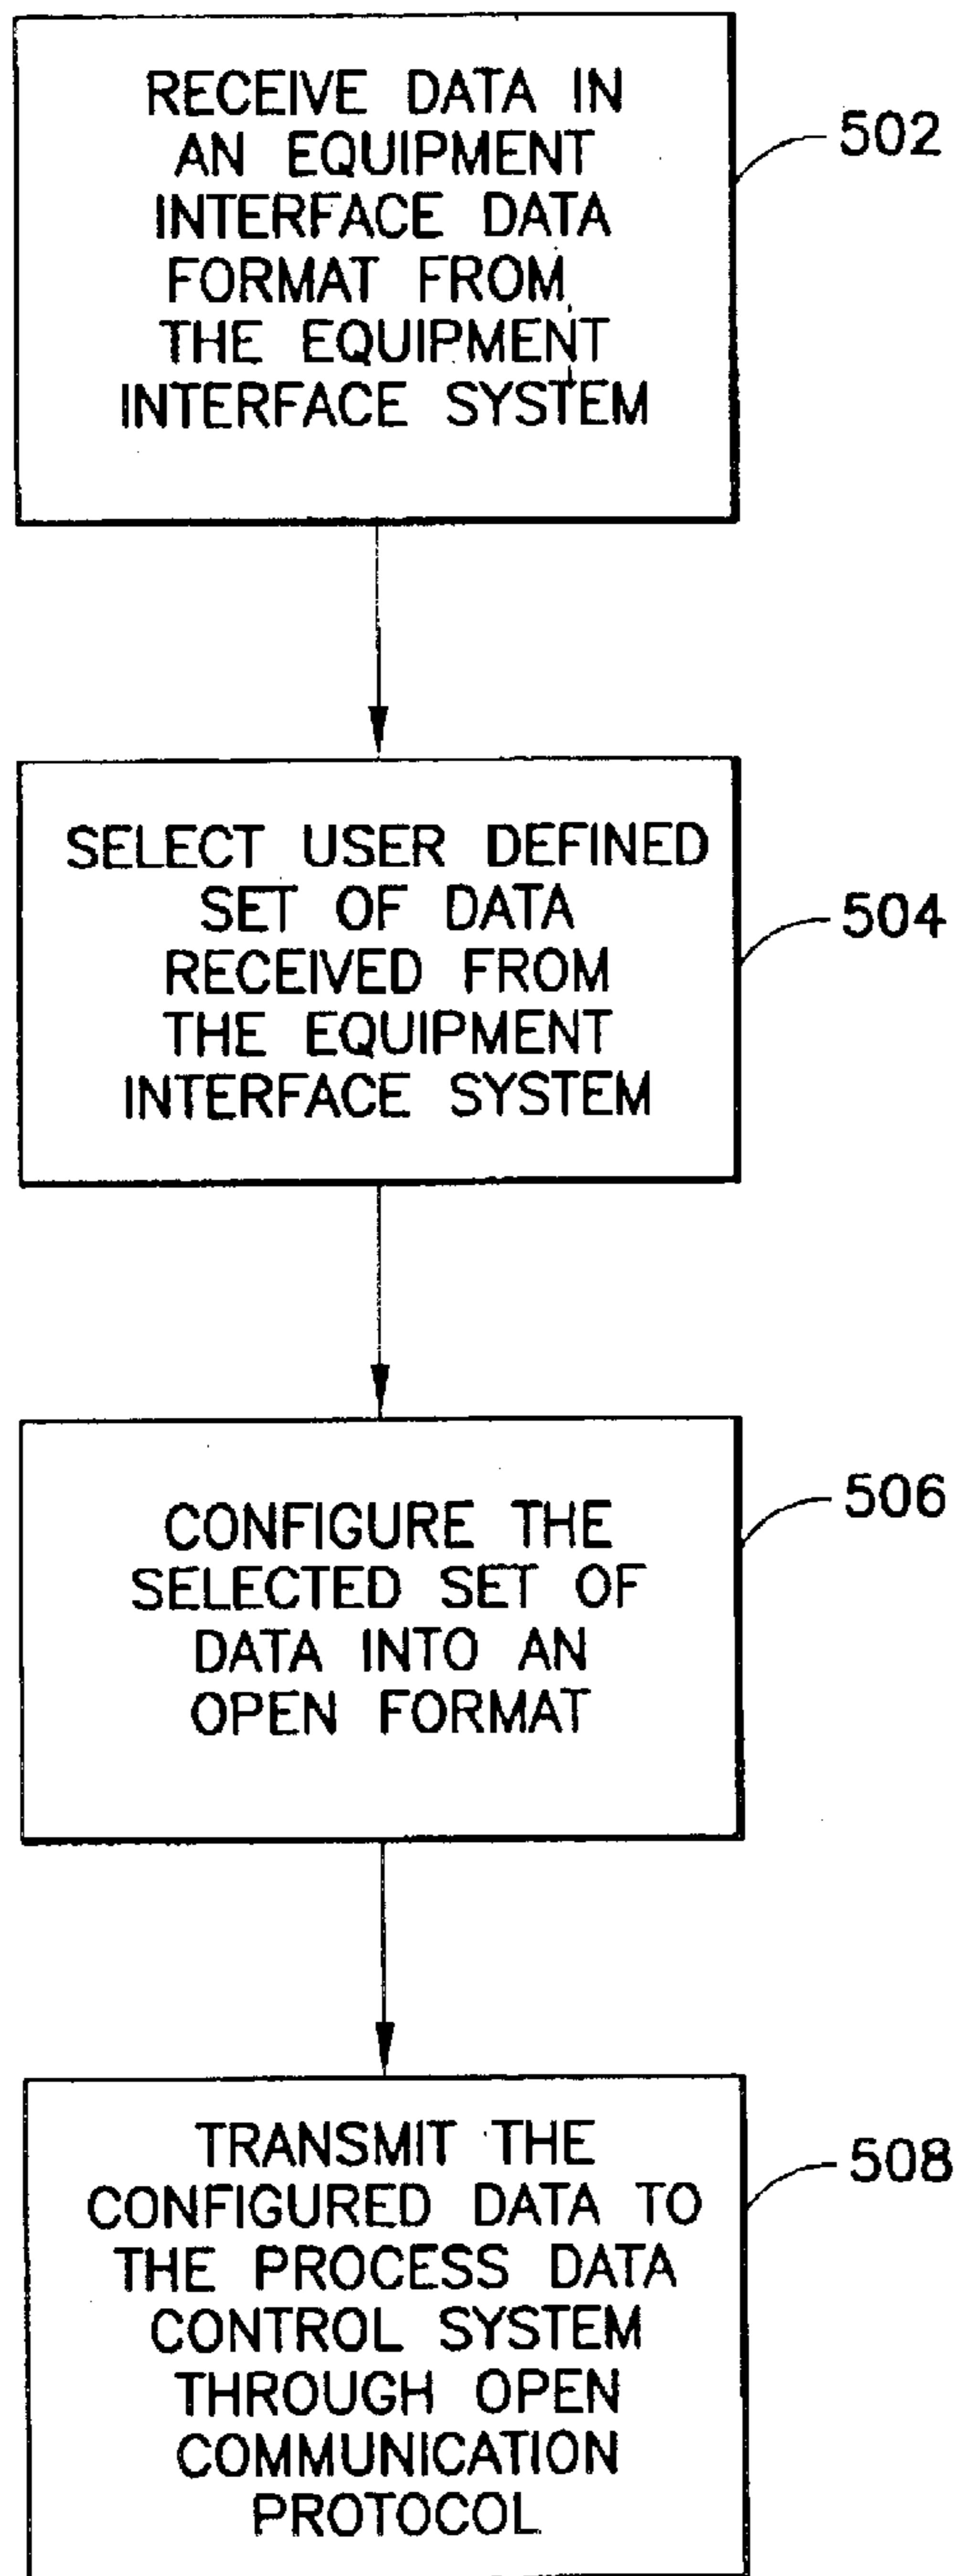 RECEIVE DATA IN
AN EQUIPMENT
INTERFACE DATA
FORMAT FROM
THE EQUIPMENT
INTERFACE SYSTEM
502
SELECT USER DEFINED
SET OF DATA
RECEIVED FROM
THE EQUIPMENT
INTERFACE SYSTEM
504
CONFIGURE THE
SELECTED SET OF
DATA INTO AN
OPEN FORMAT
506
TRANSMIT THE
CONFIGURED DATA TO
THE PROCESS DATA
CONTROL SYSTEM
THROUGH OPEN
COMMUNICATION
PROTOCOL
508